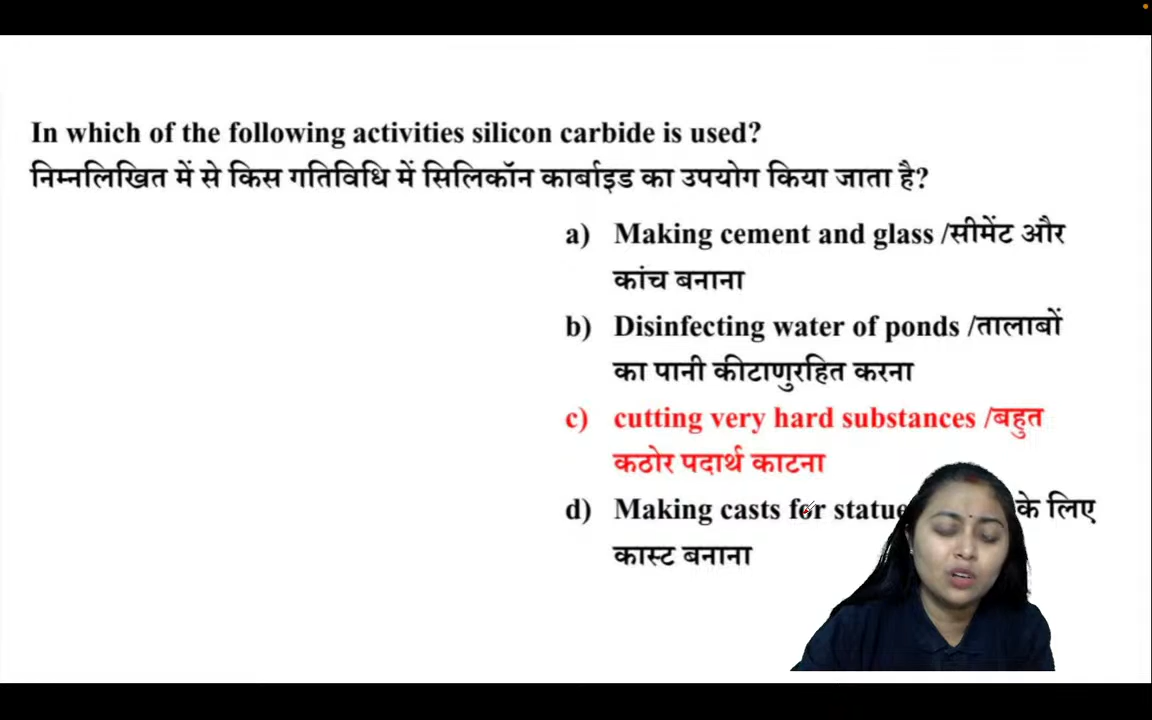 In which of the following activities silicon carbide is used?
निम्नलिखित में से किस गतिविधि में सिलिकॉन कार्बाइड का उपयोग किया जाता है?
a) Making cement and glass /सीमेंट और
कांच बनाना
b) Disinfecting water of ponds /तालाबों
का पानी कीटाणुरहित करना
c) cutting very hard substances /बहुत
कठोर पदार्थ काटना
d) Making casts for के लिए
कास्ट बनाना